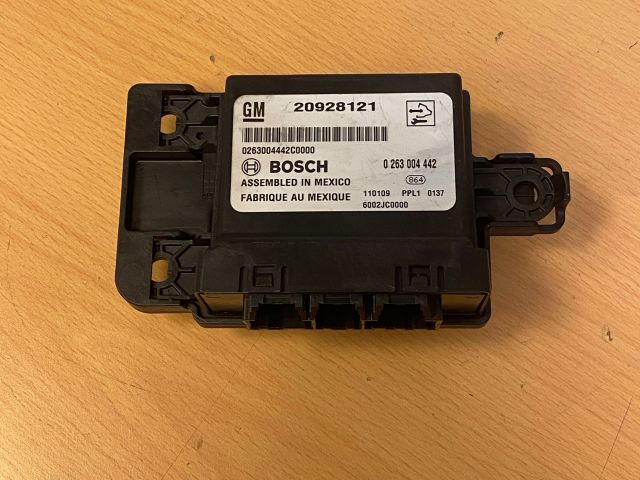 GM 20928121
0263004442C0000
BOSCH 0 263 004 442
ASSEMBLED IN MEXICO 864
FABRIQUE AU MEXIQUE 110109 PPL1 0137
6002JC0000